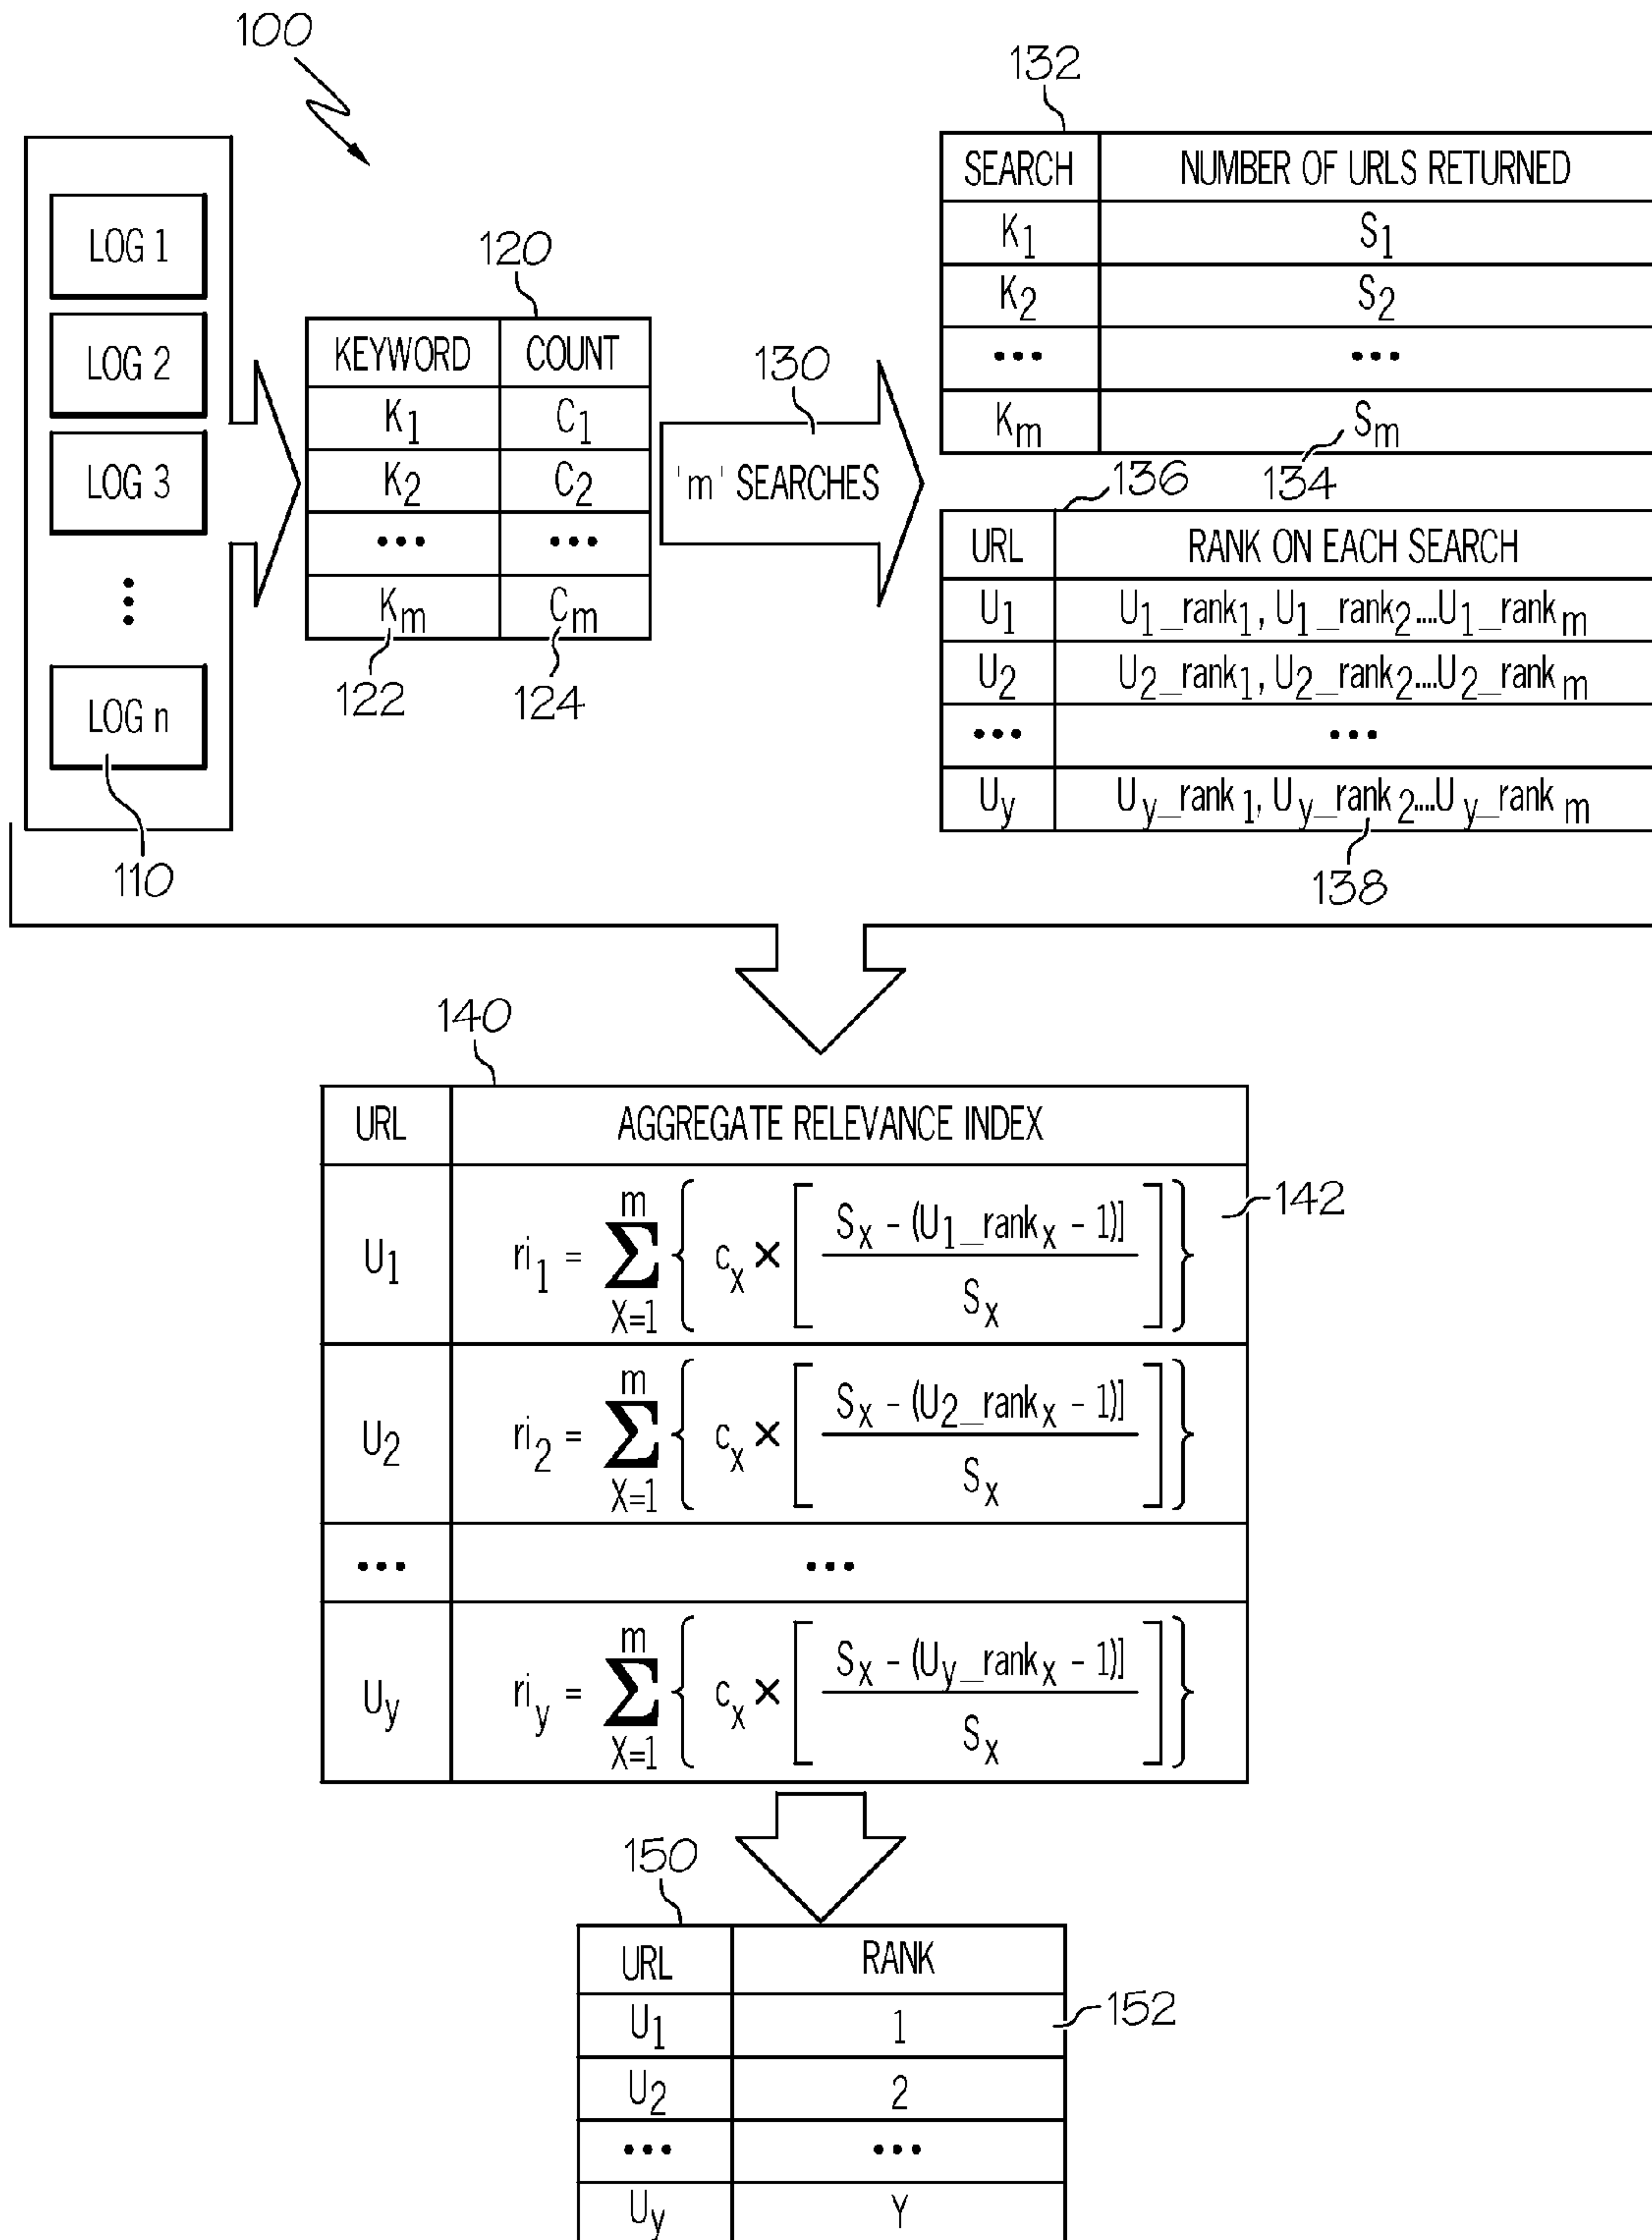 100
LOG 1
LOG 2
LOG 3
⋮
LOG n
110
120
KEYWORD COUNT
K1 C1
K2 C2
... ...
Km Cm
122 124
130
'm' SEARCHES
132
SEARCH NUMBER OF URLS RETURNED
K1 S1
K2 S2
... ...
Km Sm
134
136
URL RANK ON EACH SEARCH
U1 U1_rank1, U1_rank2....U1_rankm
U2 U2_rank1, U2_rank2....U2_rankm
... ...
Uy Uy_rank1, Uy_rank2....Uy_rankm
138
140
URL AGGREGATE RELEVANCE INDEX
142
U1 ri1 = m Σ X=1 { cx × [ Sx - (U1_rankx - 1)] / Sx ] }
U2 ri2 = m Σ X=1 { cx × [ Sx - (U2_rankx - 1)] / Sx ] }
... ...
Uy riy = m Σ X=1 { cx × [ Sx - (Uy_rankx - 1)] / Sx ] }
150
URL RANK
U1 1
152
U2 2
... ...
Uy Y